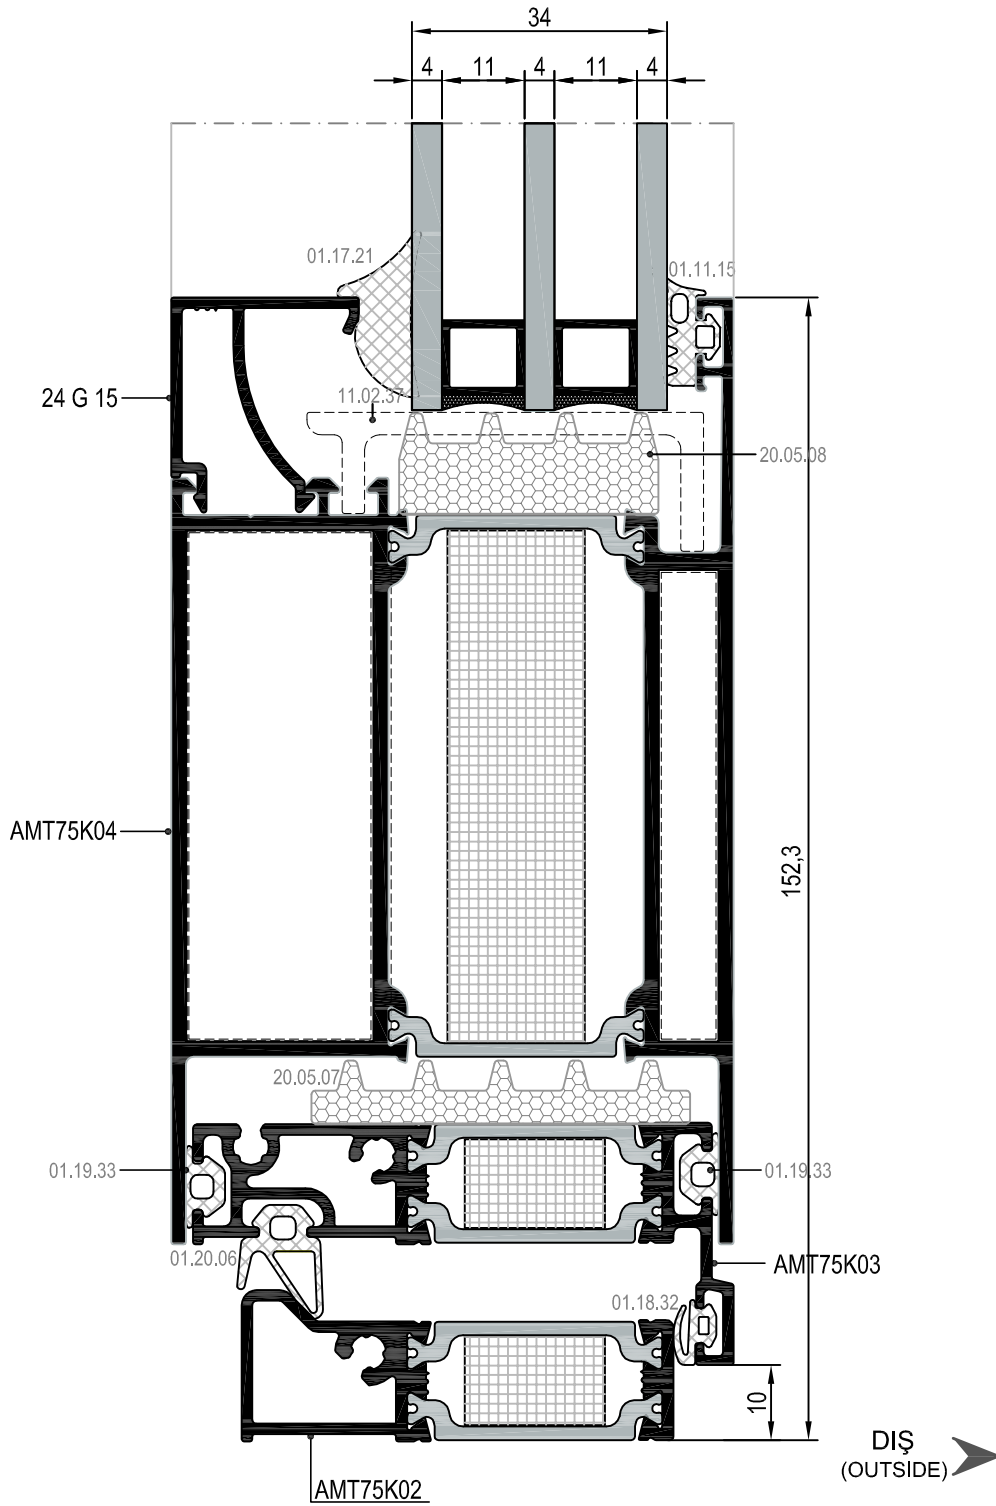 34
4 11 4 11 4
01.17.21
01.11.15
24 G 15
11.02.37
20.05.08
AMT75K04
152,3
20.05.07
01.19.33
01.19.33
01.20.06
AMT75K03
01.18.32
10
DIŞ
(OUTSIDE)
AMT75K02